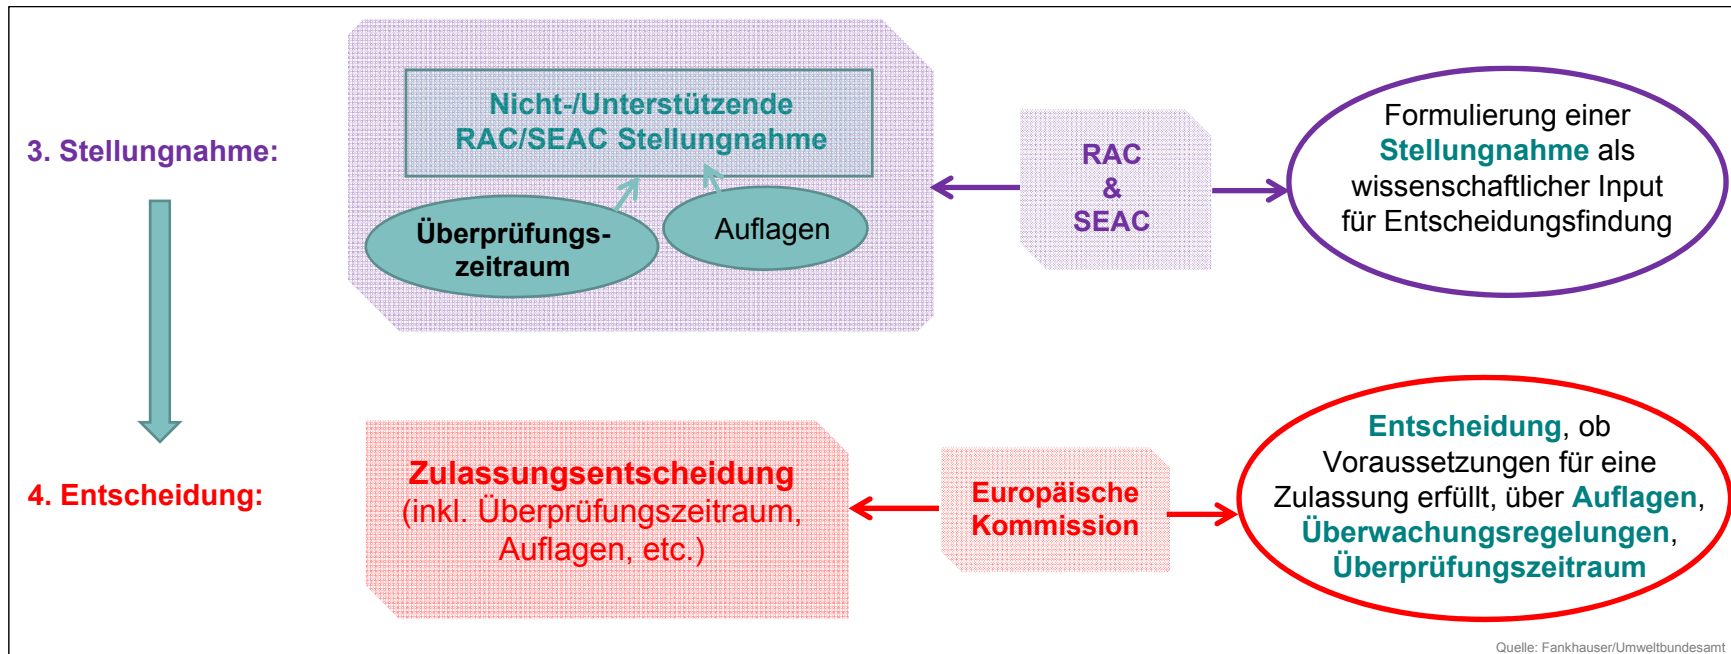 3. Stellungnahme:
Nicht-/Unterstützende
RAC/SEAC Stellungnahme
Überprüfungs-
zeitraum
Auflagen
RAC
&
SEAC
Formulierung einer
Stellungnahme als
wissenschaftlicher Input
für Entscheidungsfindung
4. Entscheidung:
Zulassungsentscheidung
(inkl. Überprüfungszeitraum,
Auflagen, etc.)
Europäische
Kommission
Entscheidung, ob
Voraussetzungen für eine
Zulassung erfüllt, über Auflagen,
Überwachungsregelungen,
Überprüfungszeitraum
Quelle: Fankhauser/Umweltbundesamt